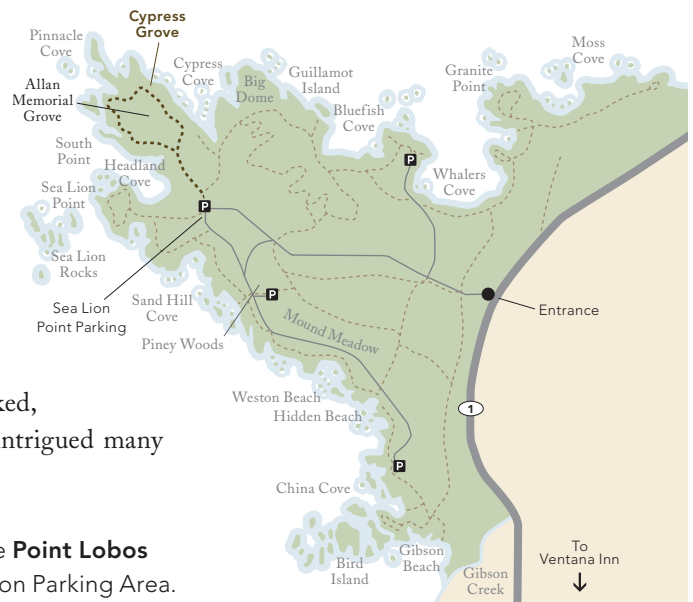 Cypress
Grove
Pinnacle
Cove
Allan
Memorial
Grove
Cypress
Cove
Big
Dome
Guillamot
Island
Bluefish
Cove
Granite
Point
Moss
Cove
South
Point
Headland
Cove
Sea Lion
Point
Sea Lion
Rocks
Whalers
Cove
P
P
Sea Lion
Point Parking
Sand Hill
Cove
P
Piney Woods
Mound Meadow
Entrance
Weston Beach
Hidden Beach
1
P
China Cove
Bird
Island
Gibson
Beach
Gibson
Creek
To
Ventana Inn
ked,
intrigued many
e Point Lobos
on Parking Area.